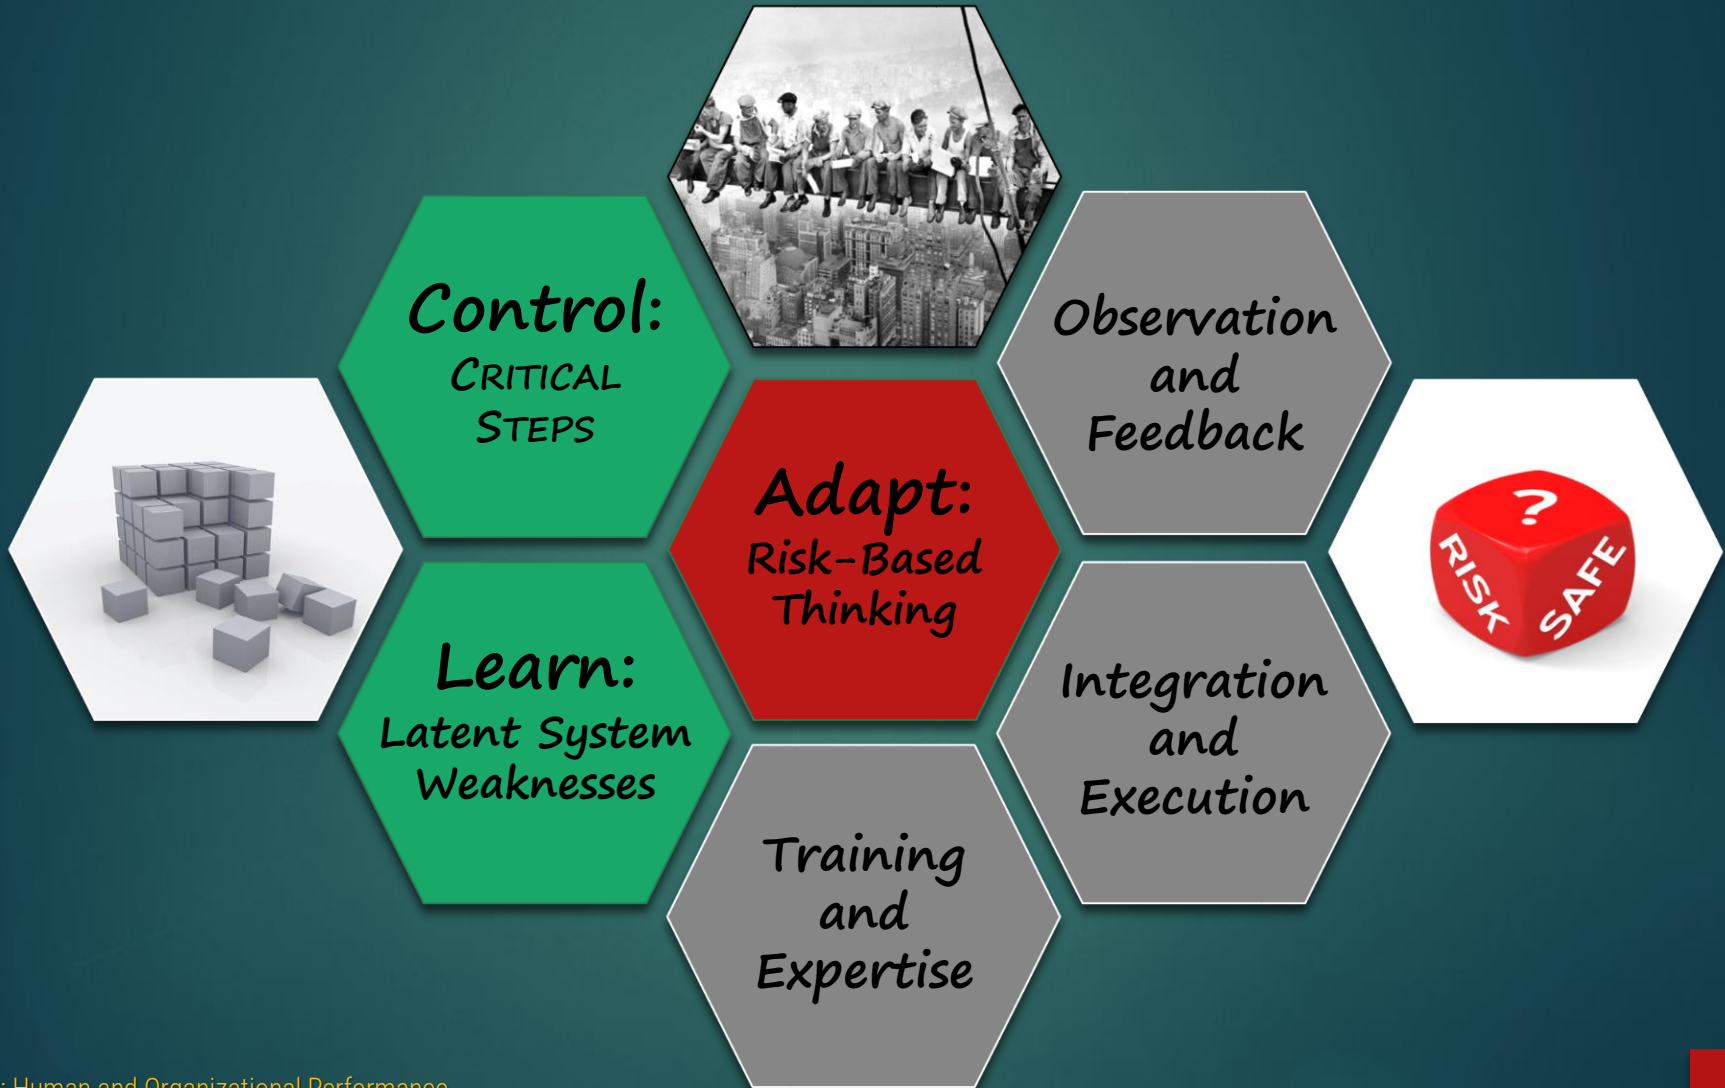 Control:
CRITICAL
STEPS
Observation
and
Feedback
Adapt:
Risk-Based
Thinking
?
RISK
SAFE
Learn:
Latent System
Weaknesses
Integration
and
Execution
Training
and
Expertise
: Human and Organizational Performance